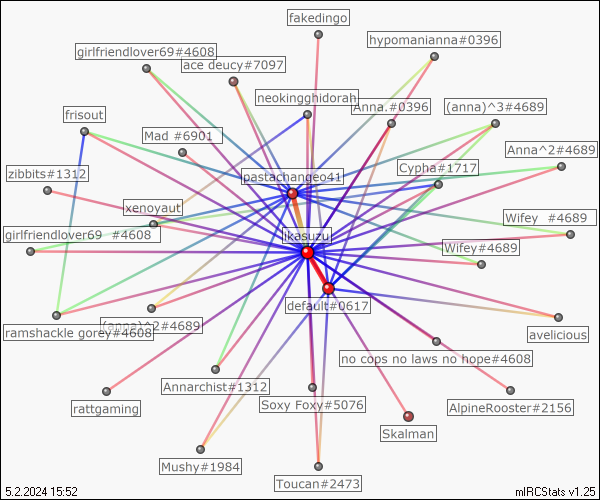 fakedingo
hypomanianna#0396
girlfriendlover69#4608
ace deucy#7097
neokingghidorah
Anna.#0396
(anna)^3#4689
frisout
Mad #6901
Anna^2#4689
Cypha#1717
zibbits#1312
pastachangeo41
xenoyaut
Wifey #4689
girlfriendlover69 #4608
likasuzu
Wifey#4689
default#0617
ramshackle gorey#4608
(anna)^2#4689
avelicious
no cops no laws no hope#4608
Annarchist#1312
rattgaming
Soxy Foxy#5076
AlpineRooster#2156
Skalman
Mushy#1984
Toucan#2473
5.2.2024 15:52
mIRCStats v1.25